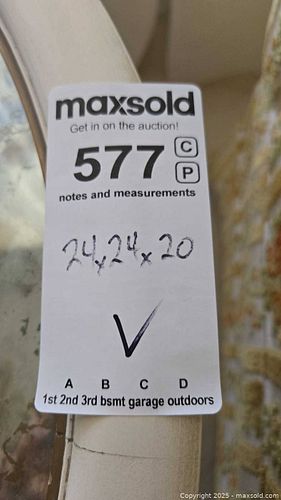 maxsold
Get in on the auction!
577 C
P
notes and measurements
24x24x20
V
A B C D
1st 2nd 3rd bsmt garage outdoors
Copyright © 2025 - maxsold.com